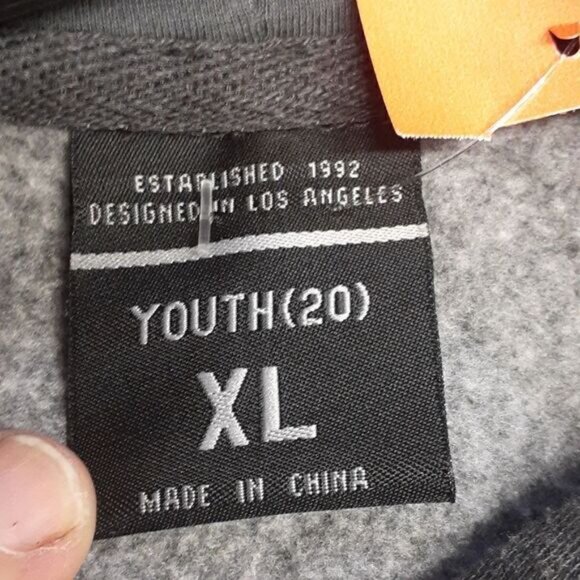 ESTABLISHED 1992
DESIGNED IN LOS ANGELES
YOUTH(20)
XL
MADE IN CHINA